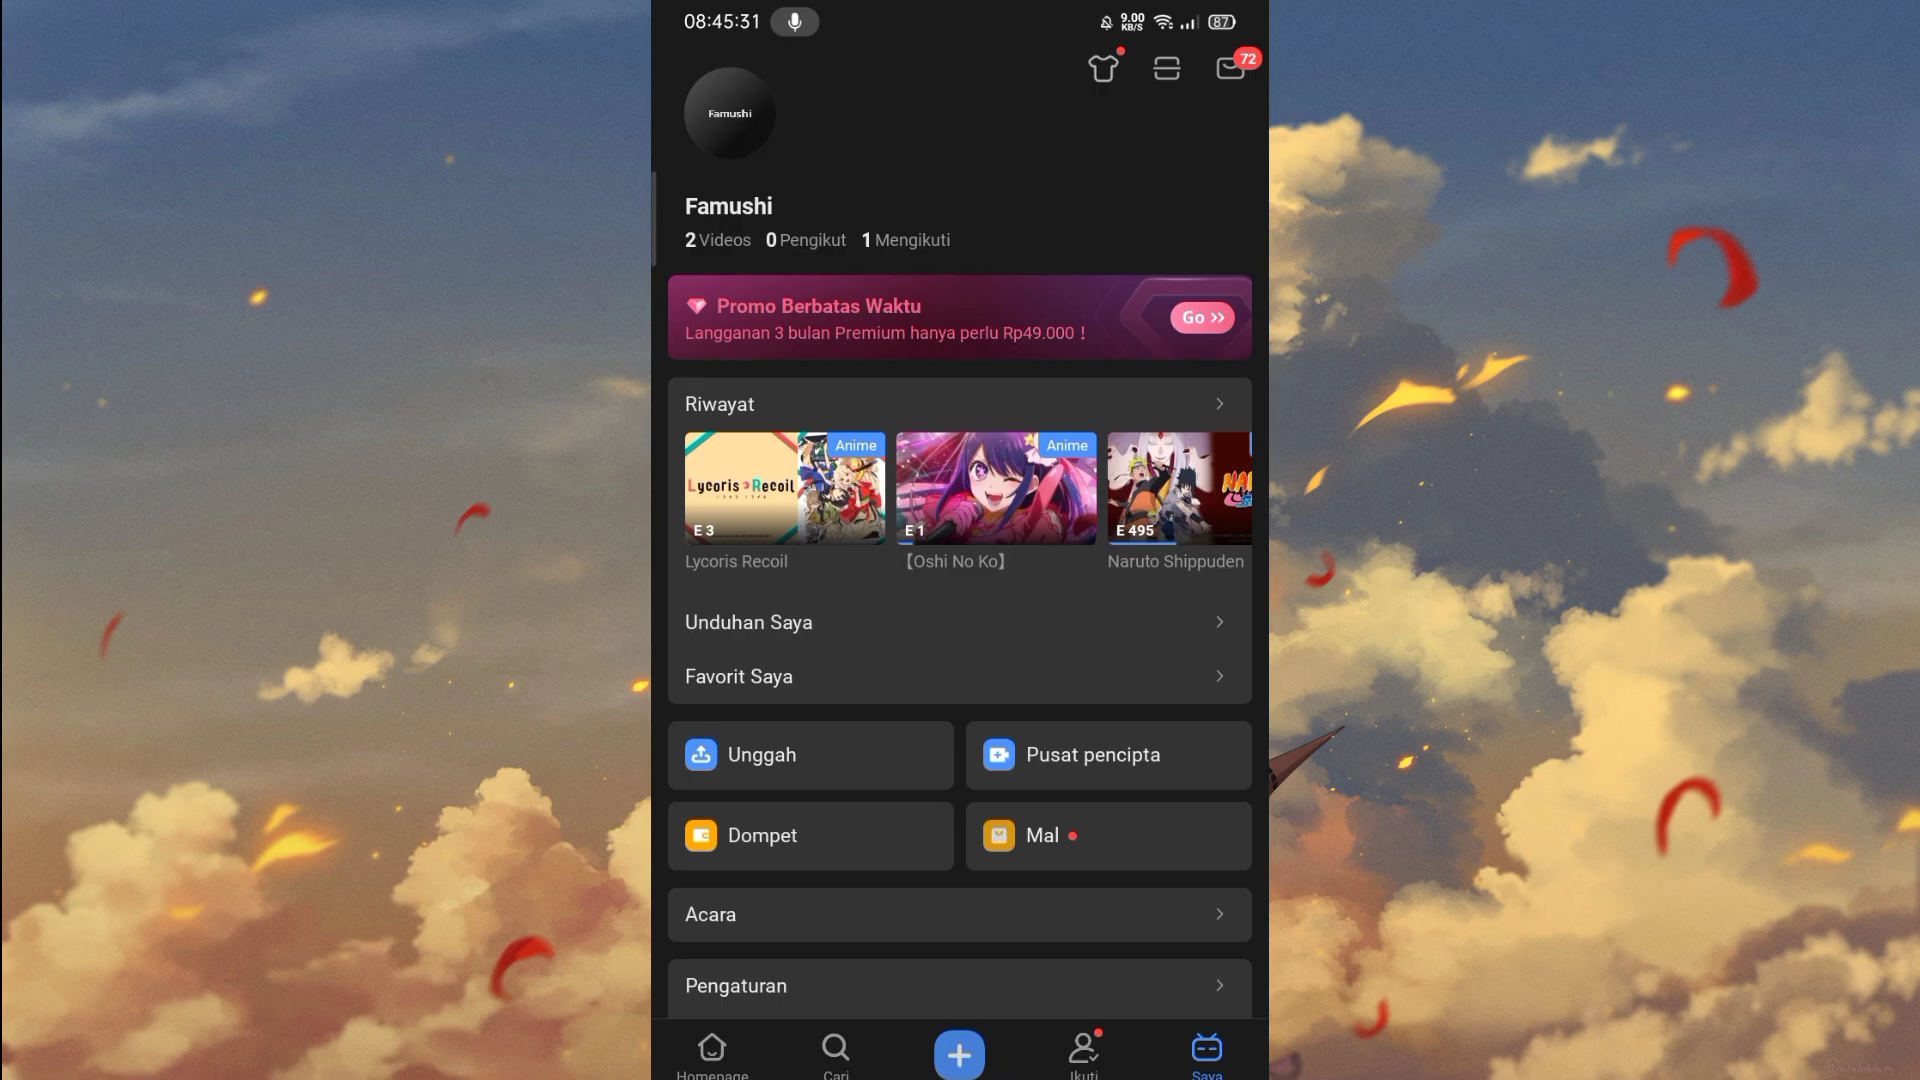 08:45:31
9.00
KB/S
87
72
Famushi
Famushi
2 Videos 0 Pengikut 1 Mengikuti
Promo Berbatas Waktu
Langganan 3 bulan Premium hanya perlu Rp49.000 !
Go
Riwayat
Anime
Lycoris Recoil
E 3
Lycoris Recoil
Anime
E 1
【Oshi No Ko】
E 495
Naruto Shippuden
Unduhan Saya
Favorit Saya
Unggah
Pusat pencipta
Dompet
Mal
Acara
Pengaturan
Homepage
Cari
Ikuti
Saya